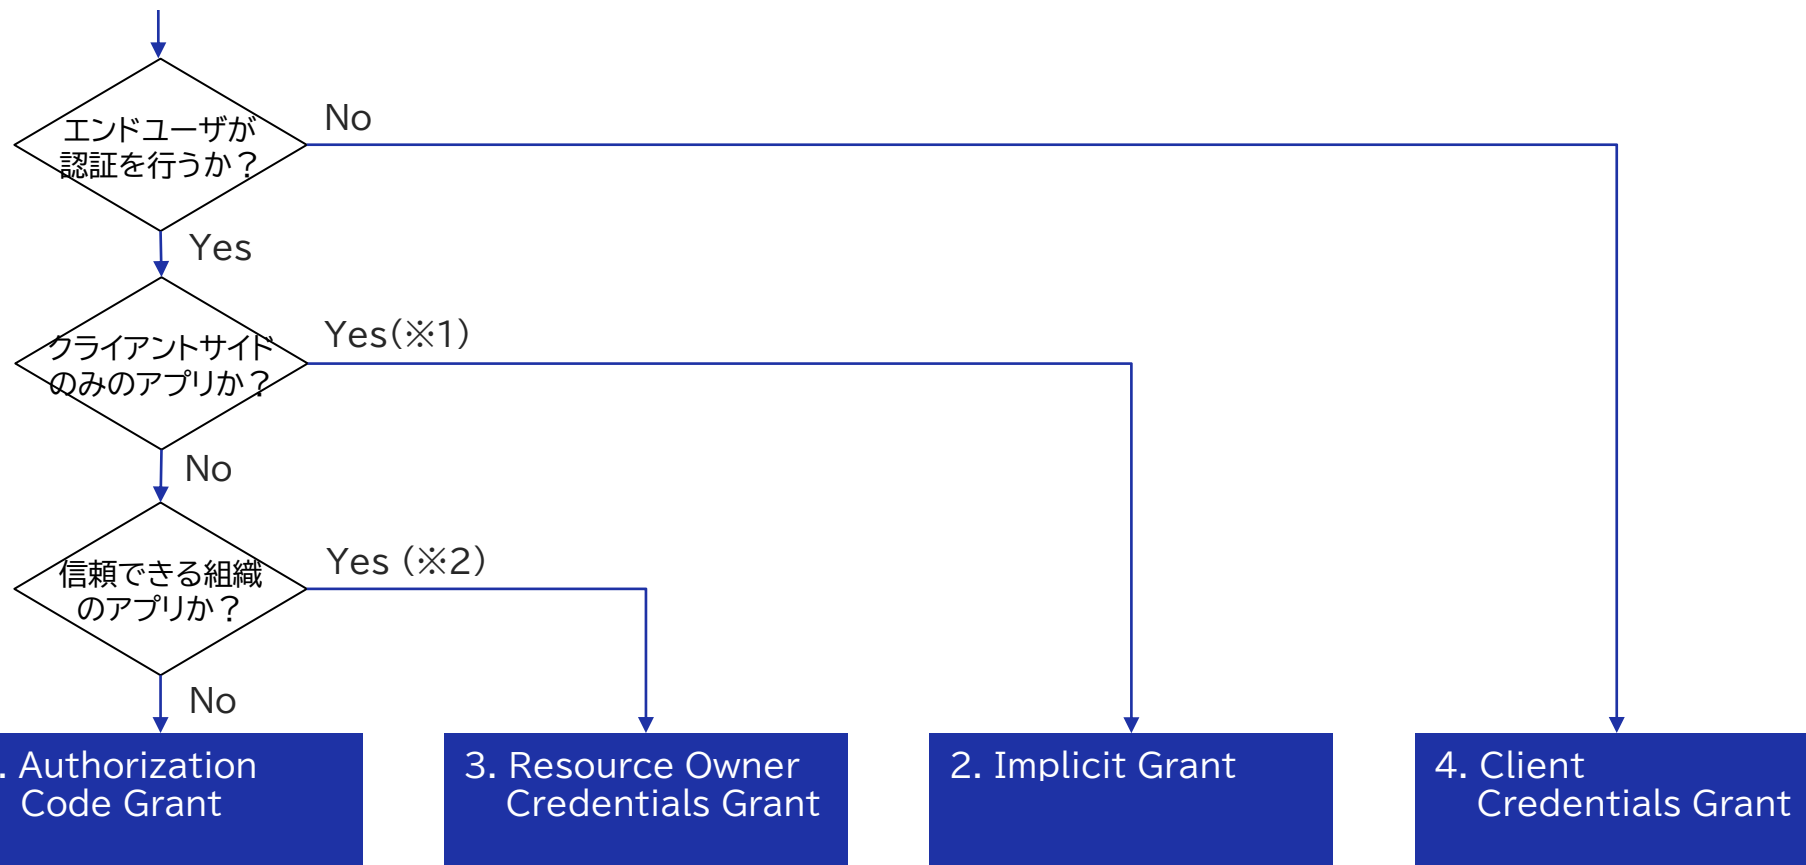 エンドユーザが
認証を行うか？
No
Yes
クライアントサイド
のみのアプリか？
Yes(※1)
No
信頼できる組織
のアプリか？
Yes (※2)
No
. Authorization
Code Grant
3. Resource Owner
Credentials Grant
2. Implicit Grant
4. Client
Credentials Grant